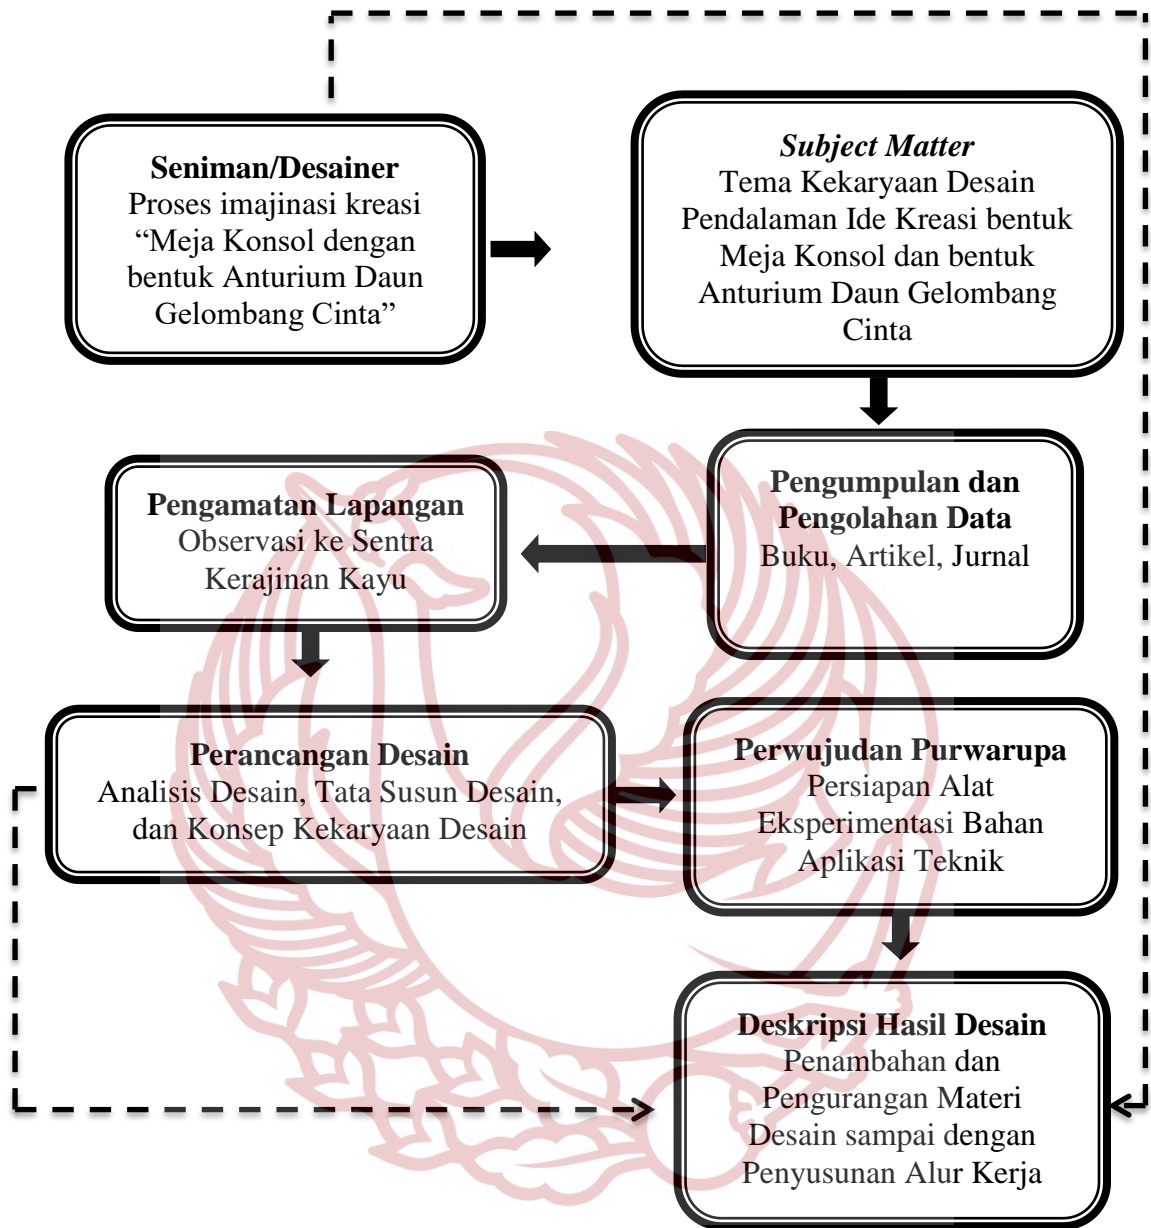 Seniman/Desainer
Proses imajinasi kreasi
“Meja Konsol dengan
bentuk Anturium Daun
Gelombang Cinta”
Subject Matter
Tema Kekaryaan Desain
Pendalaman Ide Kreasi bentuk
Meja Konsol dan bentuk
Anturium Daun Gelombang
Cinta
Pengumpulan dan
Pengolahan Data
Buku, Artikel, Jurnal
Pengamatan Lapangan
Observasi ke Sentra
Kerajinan Kayu
Perancangan Desain
Analisis Desain, Tata Susun Desain,
dan Konsep Kekaryaan Desain
Perwujudan Purwarupa
Persiapan Alat
Eksperimentasi Bahan
Aplikasi Teknik
Deskripsi Hasil Desain
Penambahan dan
Pengurangan Materi
Desain sampai dengan
Penyusunan Alur Kerja